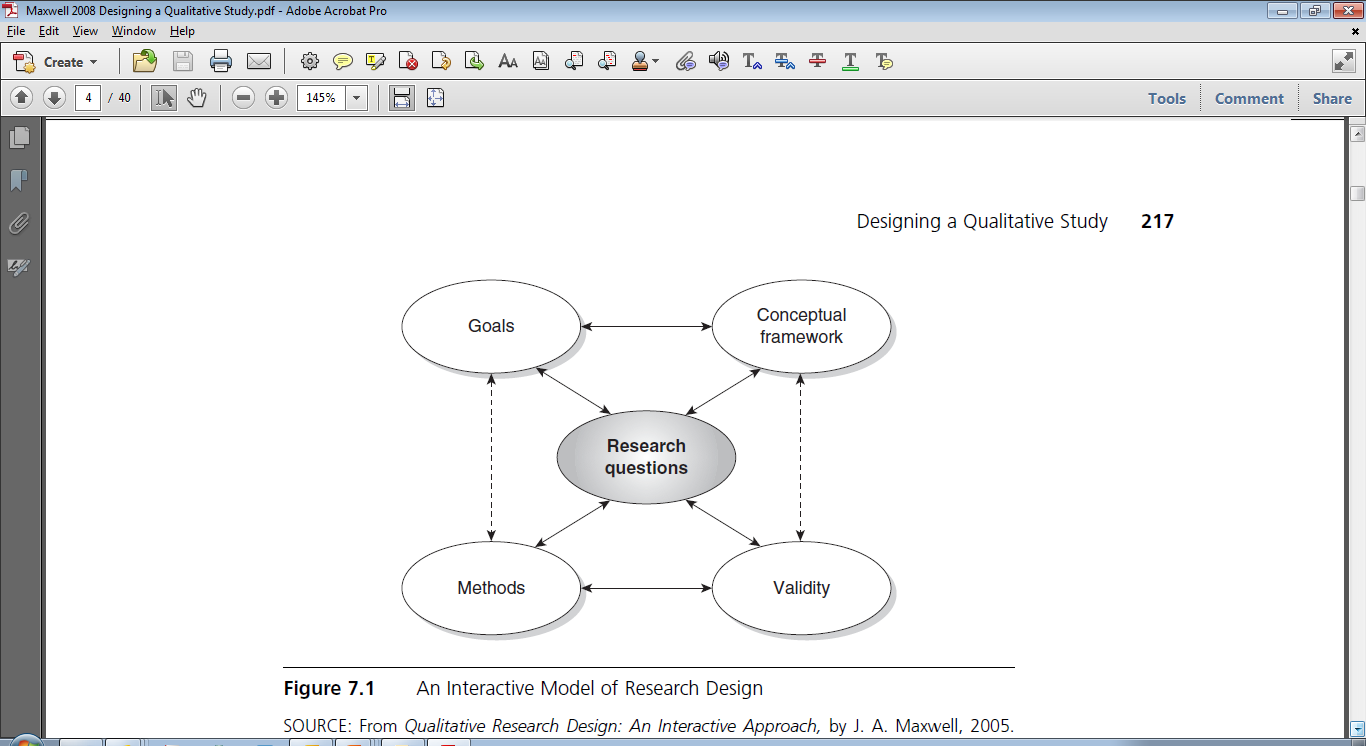 Maxwell 2008 Designing a Qualitative Study.pdf - Adobe Acrobat Pro
File Edit View Window Help
Create
4 / 40 145% Tools Comment Share
Designing a Qualitative Study 217
Goals
Conceptual
framework
Research
questions
Methods
Validity
Figure 7.1 An Interactive Model of Research Design
SOURCE: From Qualitative Research Design: An Interactive Approach, by J. A. Maxwell, 2005.